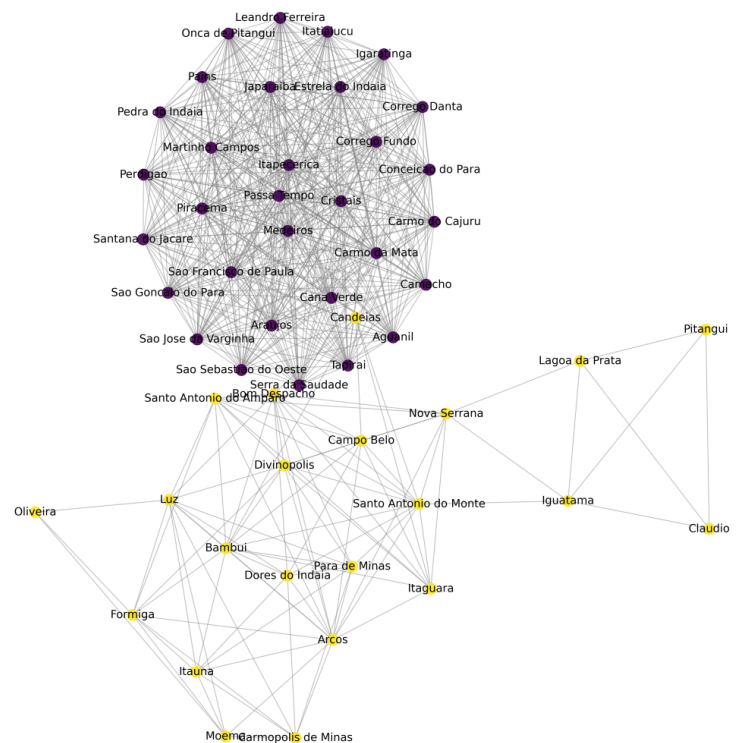 Leandro Ferreira
Onca de Pitangui
Itatiaiucu
Igaratinga
Pains
Japaraiba
Estrela do Indaia
Corrego Danta
Pedra do Indaia
Corrego Fundo
Martinho Campos
Itapecerica
Conceicao do Para
Perdigao
Passa Tempo
Cristais
Piracema
Carmo do Cajuru
Medeiros
Santana do Jacare
Carmo da Mata
Sao Francisco de Paula
Camacho
Sao Goncalo do Para
Cana Verde
Candeias
Araujos
Pitangui
Aguanil
Sao Jose da Varginha
Lagoa da Prata
Tapirai
Sao Sebastiao do Oeste
Serra da Saudade
Bom Despacho
Santo Antonio do Amparo
Nova Serrana
Campo Belo
Divinopolis
Luz
Iguatama
Santo Antonio do Monte
Oliveira
Claudio
Bambui
Para de Minas
Dores do Indaia
Itaguara
Formiga
Arcos
Itauna
Moema
Carmopolis de Minas